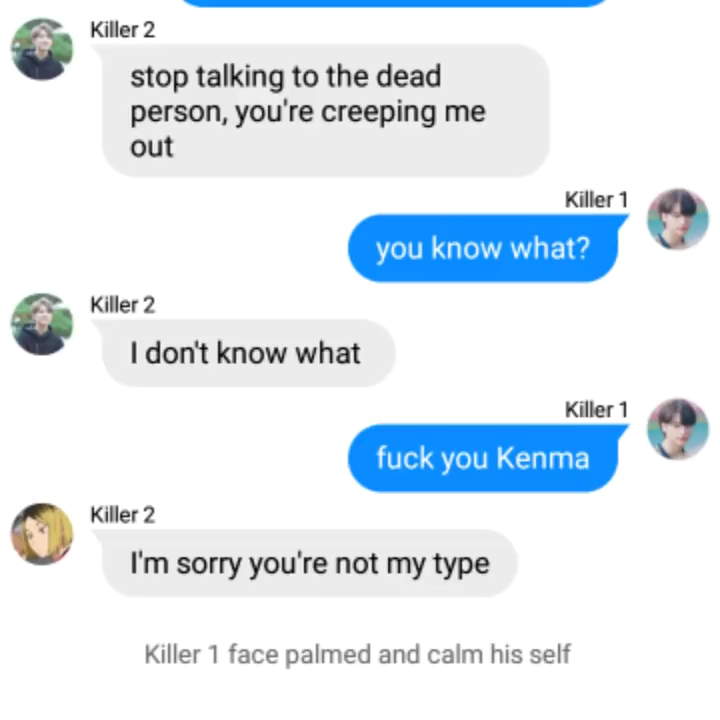 Killer 2
stop talking to the dead
person, you're creeping me
out
Killer 1
you know what?
Killer 2
I don't know what
Killer 1
fuck you Kenma
Killer 2
I'm sorry you're not my type
Killer 1 face palmed and calm his self